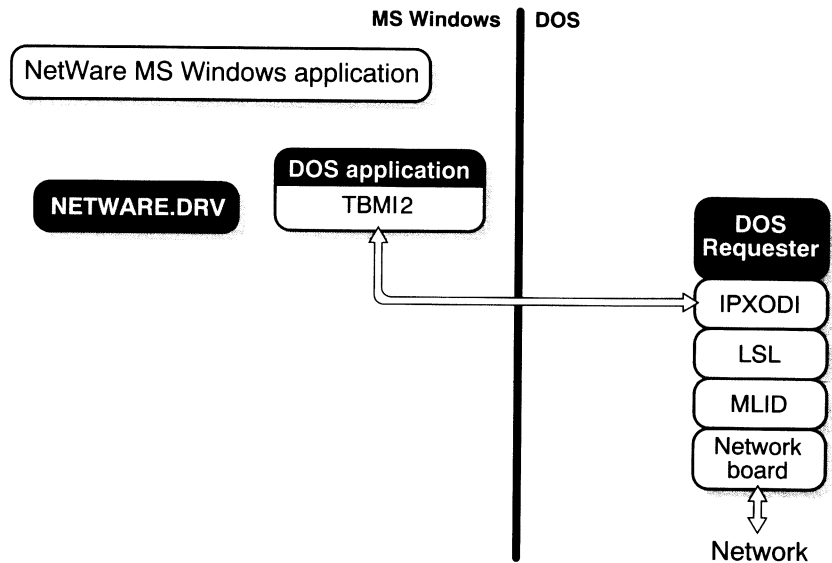 MS Windows
DOS
NetWare MS Windows application
DOS application
TBMI2
NETWARE.DRV
DOS
Requester
IPXODI
LSL
MLID
Network
board
Network